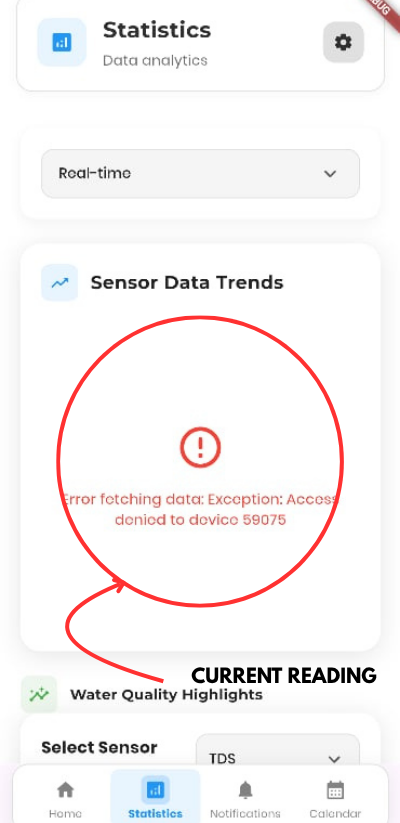 BUG
Statistics
Data analytics
Real-time
Sensor Data Trends
Error fetching data: Exception: Access
denied to device 59075
CURRENT READING
Water Quality Highlights
Select Sensor
TDS
Home
Statistics
Notifications
Calendar